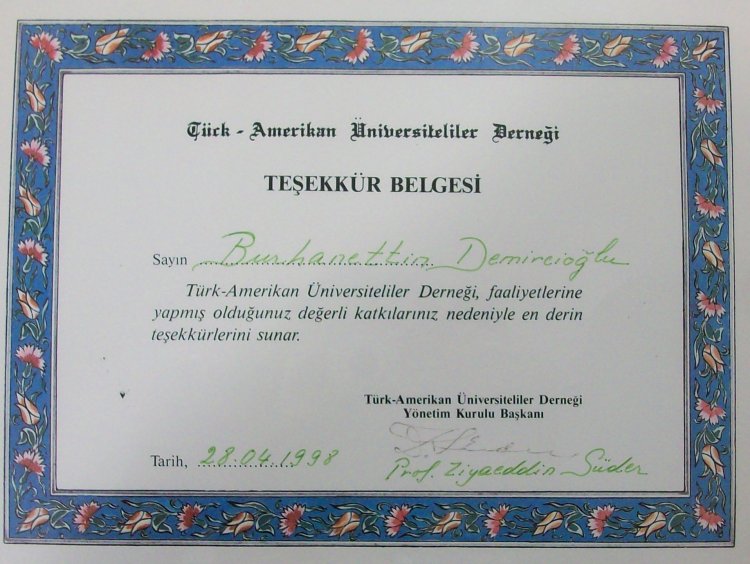 Türk - Amerikan Üniversiteliler Derneği
TEŞEKKÜR BELGESİ
Sayın Burhanettin Demircioğlu
Türk-Amerikan Üniversiteliler Derneği, faaliyetlerine
yapmış olduğunuz değerli katkılarınız nedeniyle en derin
teşekkürlerini sunar.
Türk-Amerikan Üniversiteliler Derneği
Yönetim Kurulu Başkanı
Tarih, 28.04.1998
Prof. Ziyaeddin Süder